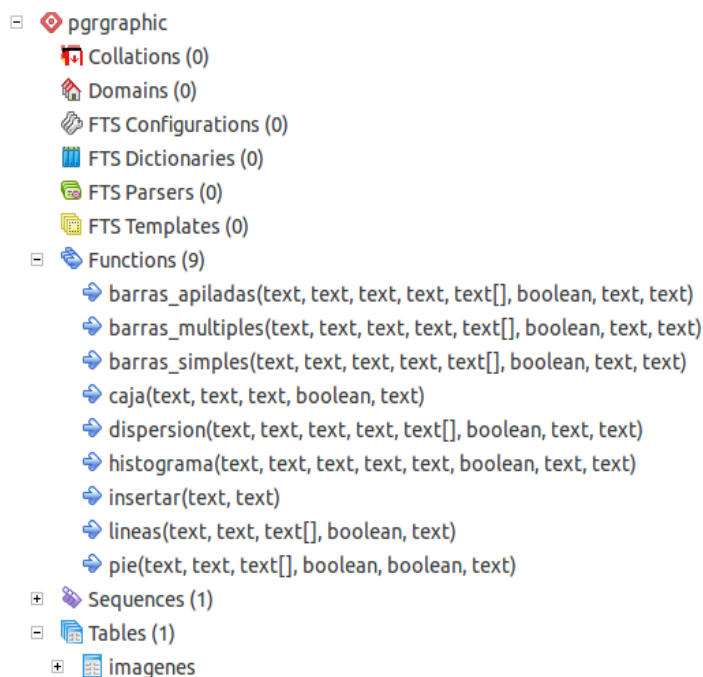 pgrgraphic
Collations (0)
Domains (0)
FTS Configurations (0)
FTS Dictionaries (0)
FTS Parsers (0)
FTS Templates (0)
Functions (9)
barras_apiladas(text, text, text, text, text[], boolean, text, text)
barras_multiples(text, text, text, text, text[], boolean, text, text)
barras_simples(text, text, text, text, text[], boolean, text, text)
caja(text, text, text, boolean, text)
dispersion(text, text, text, text, text[], boolean, text, text)
histograma(text, text, text, text, text, boolean, text, text)
insertar(text, text)
lineas(text, text, text[], boolean, text)
pie(text, text, text[], boolean, boolean, text)
Sequences (1)
Tables (1)
imagenes